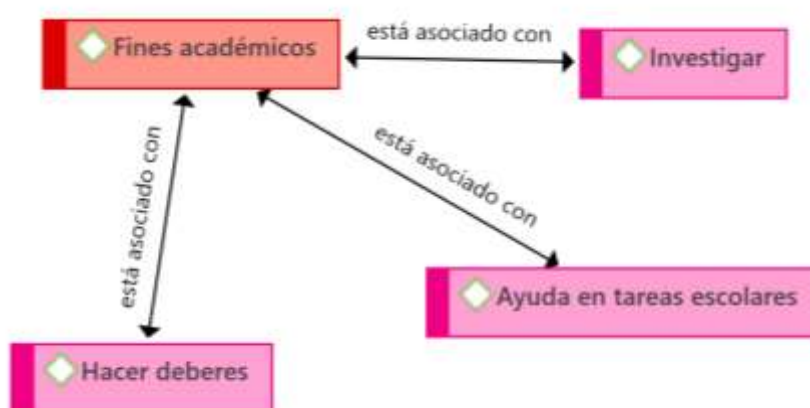 Fines académicos
está asociado con
Investigar
está asociado con
está asociado con
Ayuda en tareas escolares
Hacer deberes